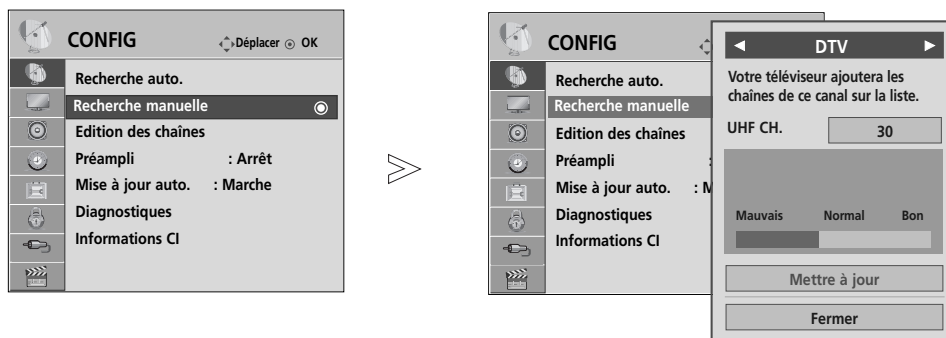 CONFIG
Déplacer OK
Recherche auto.
Recherche manuelle
Edition des chaînes
Préampli : Arrêt
Mise à jour auto. : Marche
Diagnostiques
Informations CI
CONFIG
Recherche auto.
Recherche manuelle
Edition des chaînes
Préampli :
Mise à jour auto. : M
Diagnostiques
Informations CI
DTV
Votre téléviseur ajoutera les
chaînes de ce canal sur la liste.
UHF CH. 30
Mauvais Normal Bon
Mettre à jour
Fermer